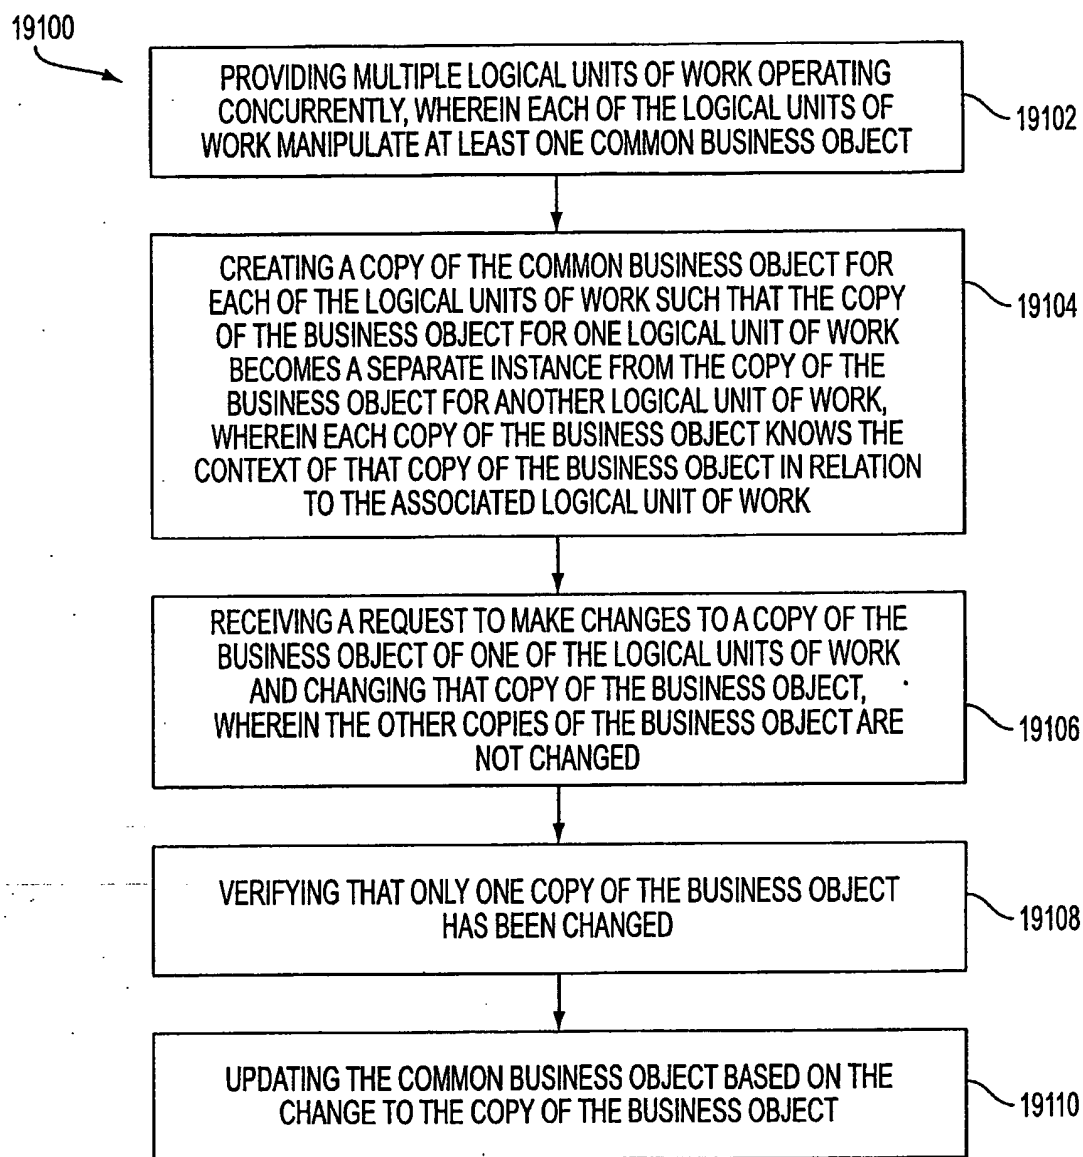 19100
PROVIDING MULTIPLE LOGICAL UNITS OF WORK OPERATING
CONCURRENTLY, WHEREIN EACH OF THE LOGICAL UNITS OF
WORK MANIPULATE AT LEAST ONE COMMON BUSINESS OBJECT
19102
CREATING A COPY OF THE COMMON BUSINESS OBJECT FOR
EACH OF THE LOGICAL UNITS OF WORK SUCH THAT THE COPY
OF THE BUSINESS OBJECT FOR ONE LOGICAL UNIT OF WORK
BECOMES A SEPARATE INSTANCE FROM THE COPY OF THE
BUSINESS OBJECT FOR ANOTHER LOGICAL UNIT OF WORK,
WHEREIN EACH COPY OF THE BUSINESS OBJECT KNOWS THE
CONTEXT OF THAT COPY OF THE BUSINESS OBJECT IN RELATION
TO THE ASSOCIATED LOGICAL UNIT OF WORK
19104
RECEIVING A REQUEST TO MAKE CHANGES TO A COPY OF THE
BUSINESS OBJECT OF ONE OF THE LOGICAL UNITS OF WORK
AND CHANGING THAT COPY OF THE BUSINESS OBJECT,
WHEREIN THE OTHER COPIES OF THE BUSINESS OBJECT ARE
NOT CHANGED
19106
VERIFYING THAT ONLY ONE COPY OF THE BUSINESS OBJECT
HAS BEEN CHANGED
19108
UPDATING THE COMMON BUSINESS OBJECT BASED ON THE
CHANGE TO THE COPY OF THE BUSINESS OBJECT
19110